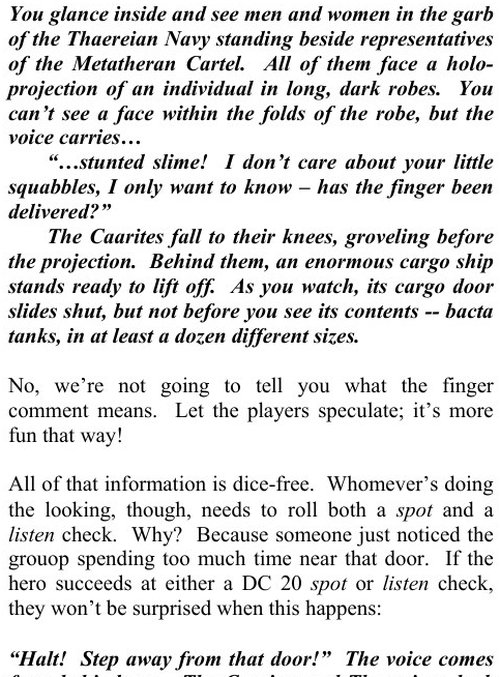 You glance inside and see men and women in the garb
of the Thaereian Navy standing beside representatives
of the Metatheran Cartel.  All of them face a holo-
projection of an individual in long, dark robes.  You
can't see a face within the folds of the robe, but the
voice carries…
"…stunted slime!  I don't care about your little
squabbles, I only want to know – has the finger been
delivered?"
The Caarites fall to their knees, groveling before
the projection.  Behind them, an enormous cargo ship
stands ready to lift off.  As you watch, its cargo door
slides shut, but not before you see its contents -- bacta
tanks, in at least a dozen different sizes.
No, we're not going to tell you what the finger
comment means.  Let the players speculate; it's more
fun that way!
All of that information is dice-free.  Whomever's doing
the looking, though, needs to roll both a spot and a
listen check.  Why?  Because someone just noticed the
grouop spending too much time near that door.  If the
hero succeeds at either a DC 20 spot or listen check,
they won't be surprised when this happens:
"Halt!  Step away from that door!"  The voice comes